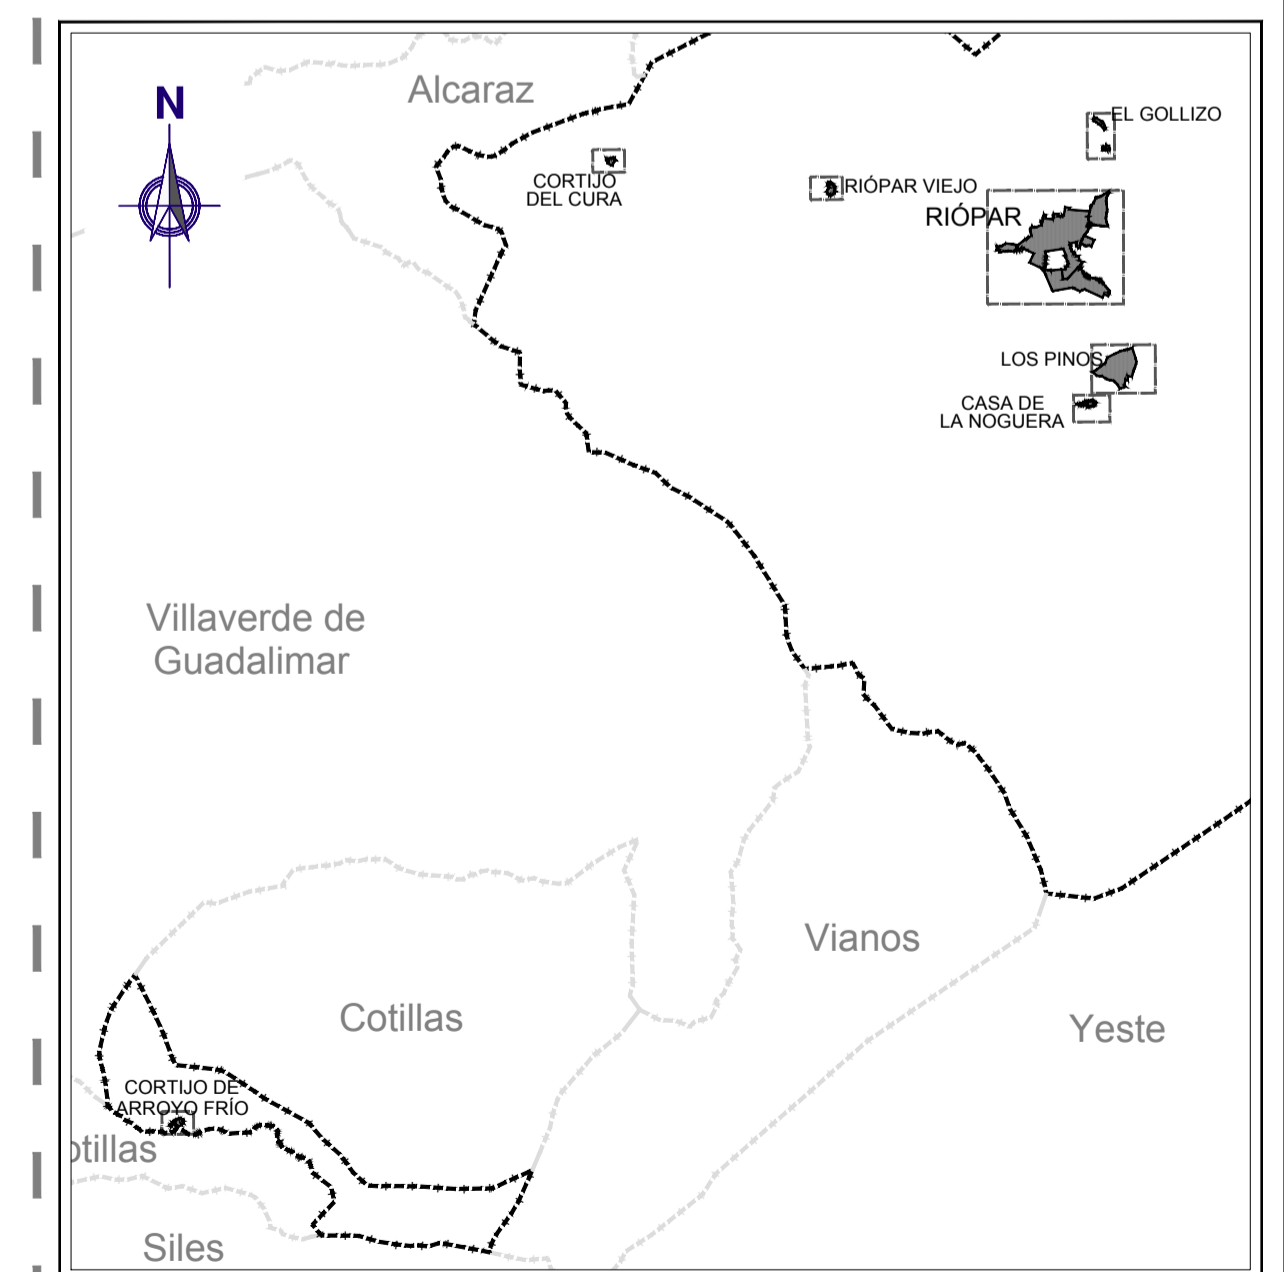 Alcaraz
N
EL GOLLIZO
CORTIJO
DEL CURA
RIÓPAR VIEJO
RIÓPAR
LOS PINOS
CASA DE
LA NOGUERA
Villaverde de
Guadalimar
Vianos
Cotillas
Yeste
CORTIJO DE
ARROYO FRÍO
otillas
Siles